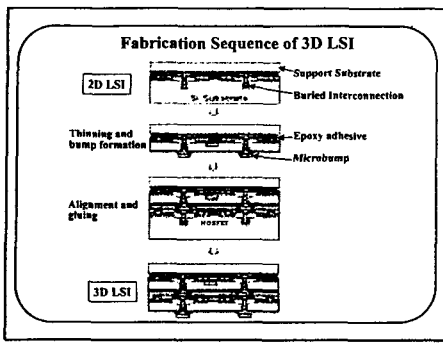 Fabrication Sequence of 3D LSI
Support Substrate
2D LSI
Buried Interconnection
Si Substrate
Thinning and
bump formation
Epoxy adhesive
Microbump
Alignment and
gluing
MOSFET
3D LSI